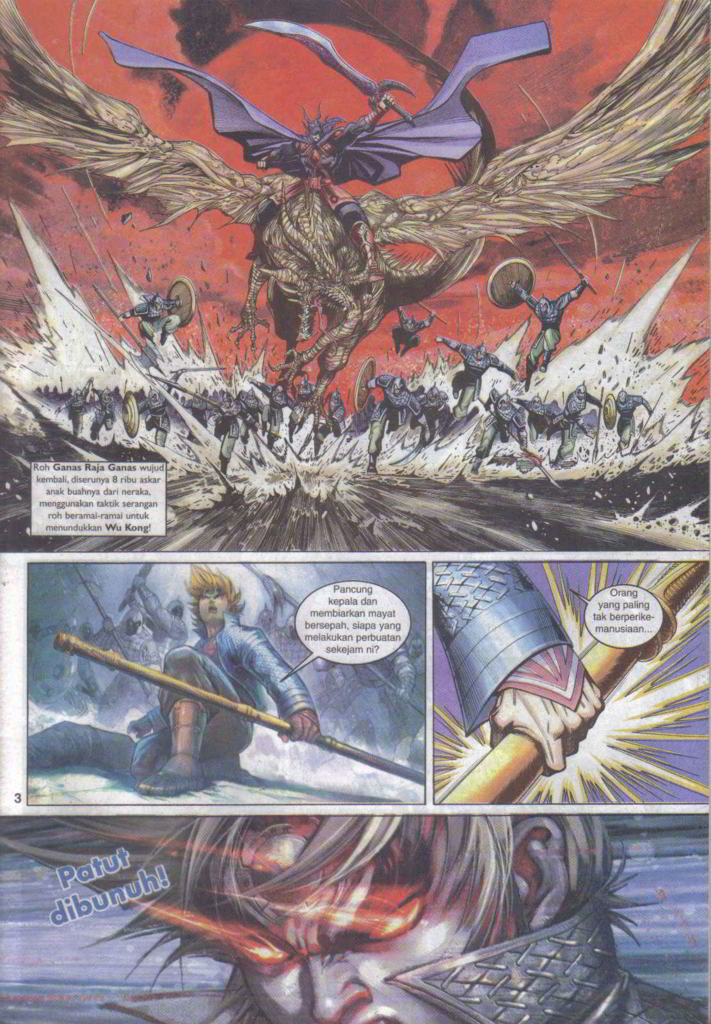 Roh Ganas Raja Ganas wujud
kembali, diserunya 8 ribu askar
anak buahnya dari neraka,
menggunakan taktik serangan
roh beramai-ramai untuk
menundukkan Wu Kong!
Pancung
kepala dan
membiarkan mayat
bersepah, siapa yang
melakukan perbuatan
sekejam ni?
Orang
yang paling
tak berperike-
manusiaan...
3
Patut
dibunuh!